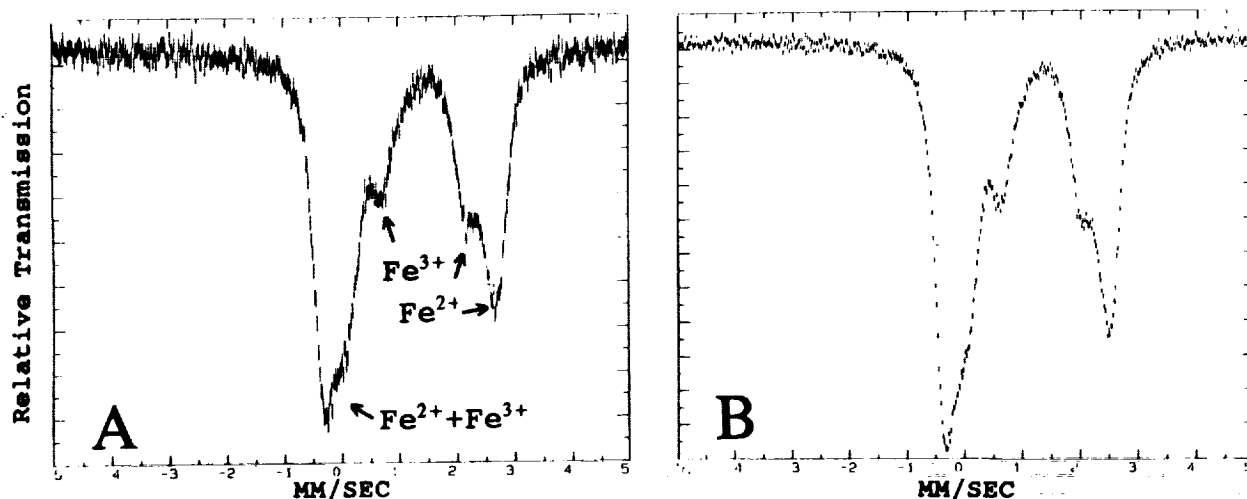 Relative Transmission
Fe³⁺
Fe²⁺
Fe²⁺+Fe³⁺
A
-4 -3 -2 -1 0 1 2 3 4 5
MM/SEC
B
-4 -3 -2 -1 0 1 2 3 4 5
MM/SEC